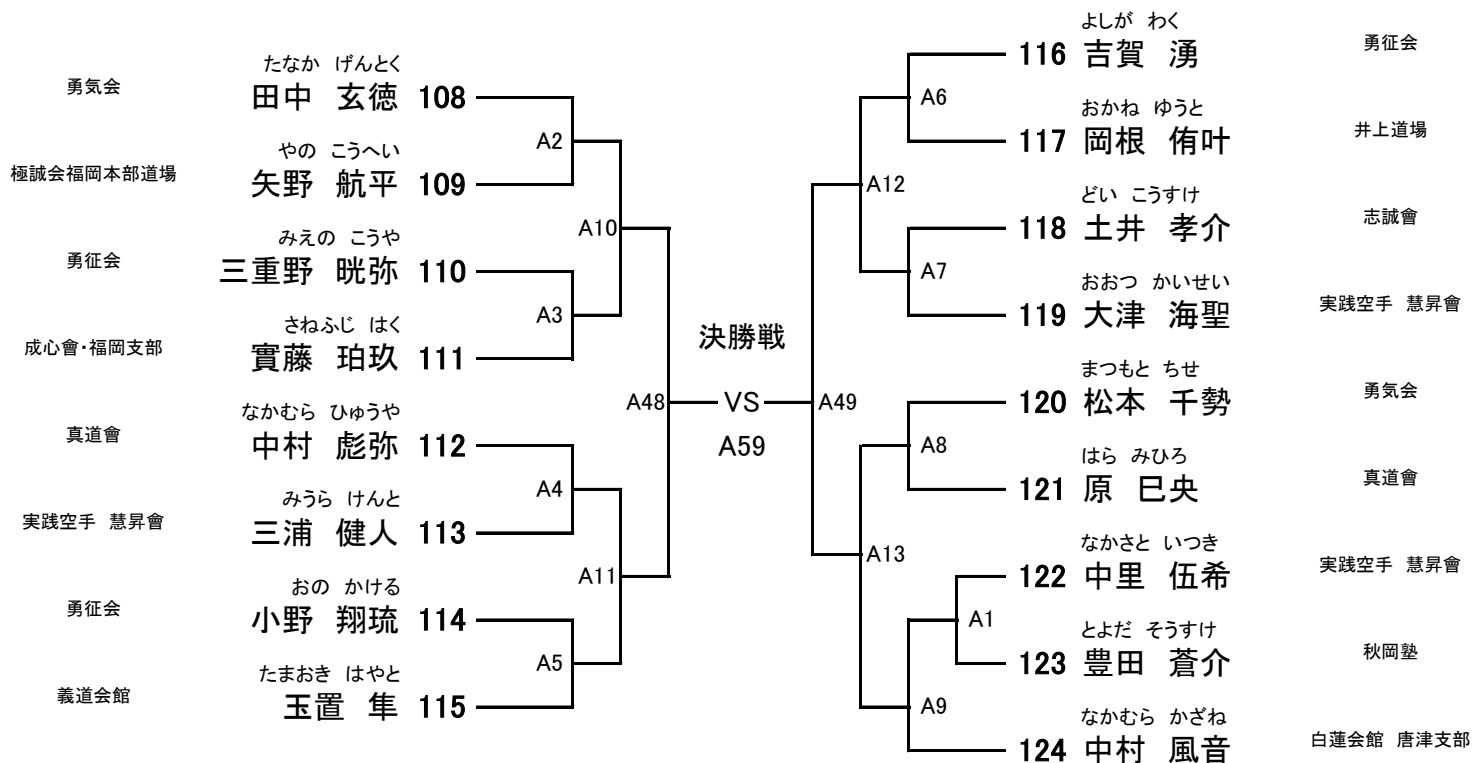 たなか げんとく
勇気会 田中 玄徳 108
A2
やの こうへい
極誠会福岡本部道場 矢野 航平 109
A10
みえの こうや
勇征会 三重野 晄弥 110
A3
さねふじ はく
成心會・福岡支部 實藤 珀玖 111
A48
なかむら ひゅうや
真道會 中村 彪弥 112
A4
みうら けんと
実践空手 慧昇會 三浦 健人 113
A11
おの かける
勇征会 小野 翔琉 114
A5
たまおき はやと
義道会館 玉置 隼 115
決勝戦
VS
A59
よしが わく
116 吉賀 湧 勇征会
A6
おかね ゆうと
117 岡根 侑叶 井上道場
A12
どい こうすけ
118 土井 孝介 志誠會
A7
おおつ かいせい
119 大津 海聖 実践空手 慧昇會
A49
まつもと ちせ
120 松本 千勢 勇気会
A8
はら みひろ
121 原 巳央 真道會
A13
なかさと いつき
122 中里 伍希 実践空手 慧昇會
A1
とよだ そうすけ
123 豊田 蒼介 秋岡塾
A9
なかむら かざね
124 中村 風音 白蓮会館 唐津支部